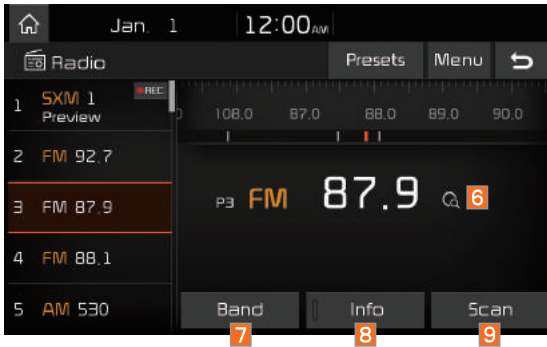 Jan. 1 12:00AM
Radio Presets Menu
1 SXM 1 REC
Preview
108.0 87.0 88.0 89.0 90.0
2 FM 92.7
3 FM 87.9
P3 FM 87.9 6
4 FM 88.1
5 AM 530
Band Info Scan
7 8 9